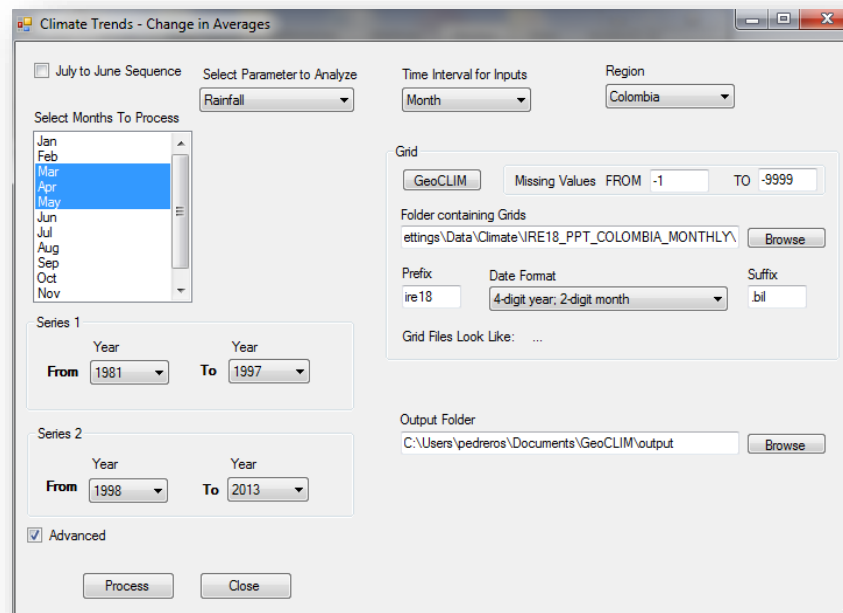 Climate Trends - Change in Averages
July to June Sequence
Select Parameter to Analyze
Rainfall
Time Interval for Inputs
Month
Region
Colombia
Select Months To Process
Jan
Feb
Mar
Apr
May
Jun
Jul
Aug
Sep
Oct
Nov
Grid
GeoCLIM
Missing Values FROM -1 TO -9999
Folder containing Grids
ettings\Data\Climate\IRE18_PPT_COLOMBIA_MONTHLY\
Browse
Prefix
ire18
Date Format
4-digit year; 2-digit month
Suffix
.bil
Grid Files Look Like: ...
Series 1
Year Year
From 1981 To 1997
Series 2
Year Year
From 1998 To 2013
Output Folder
C:\Users\pedreros\Documents\GeoCLIM\output
Browse
Advanced
Process
Close